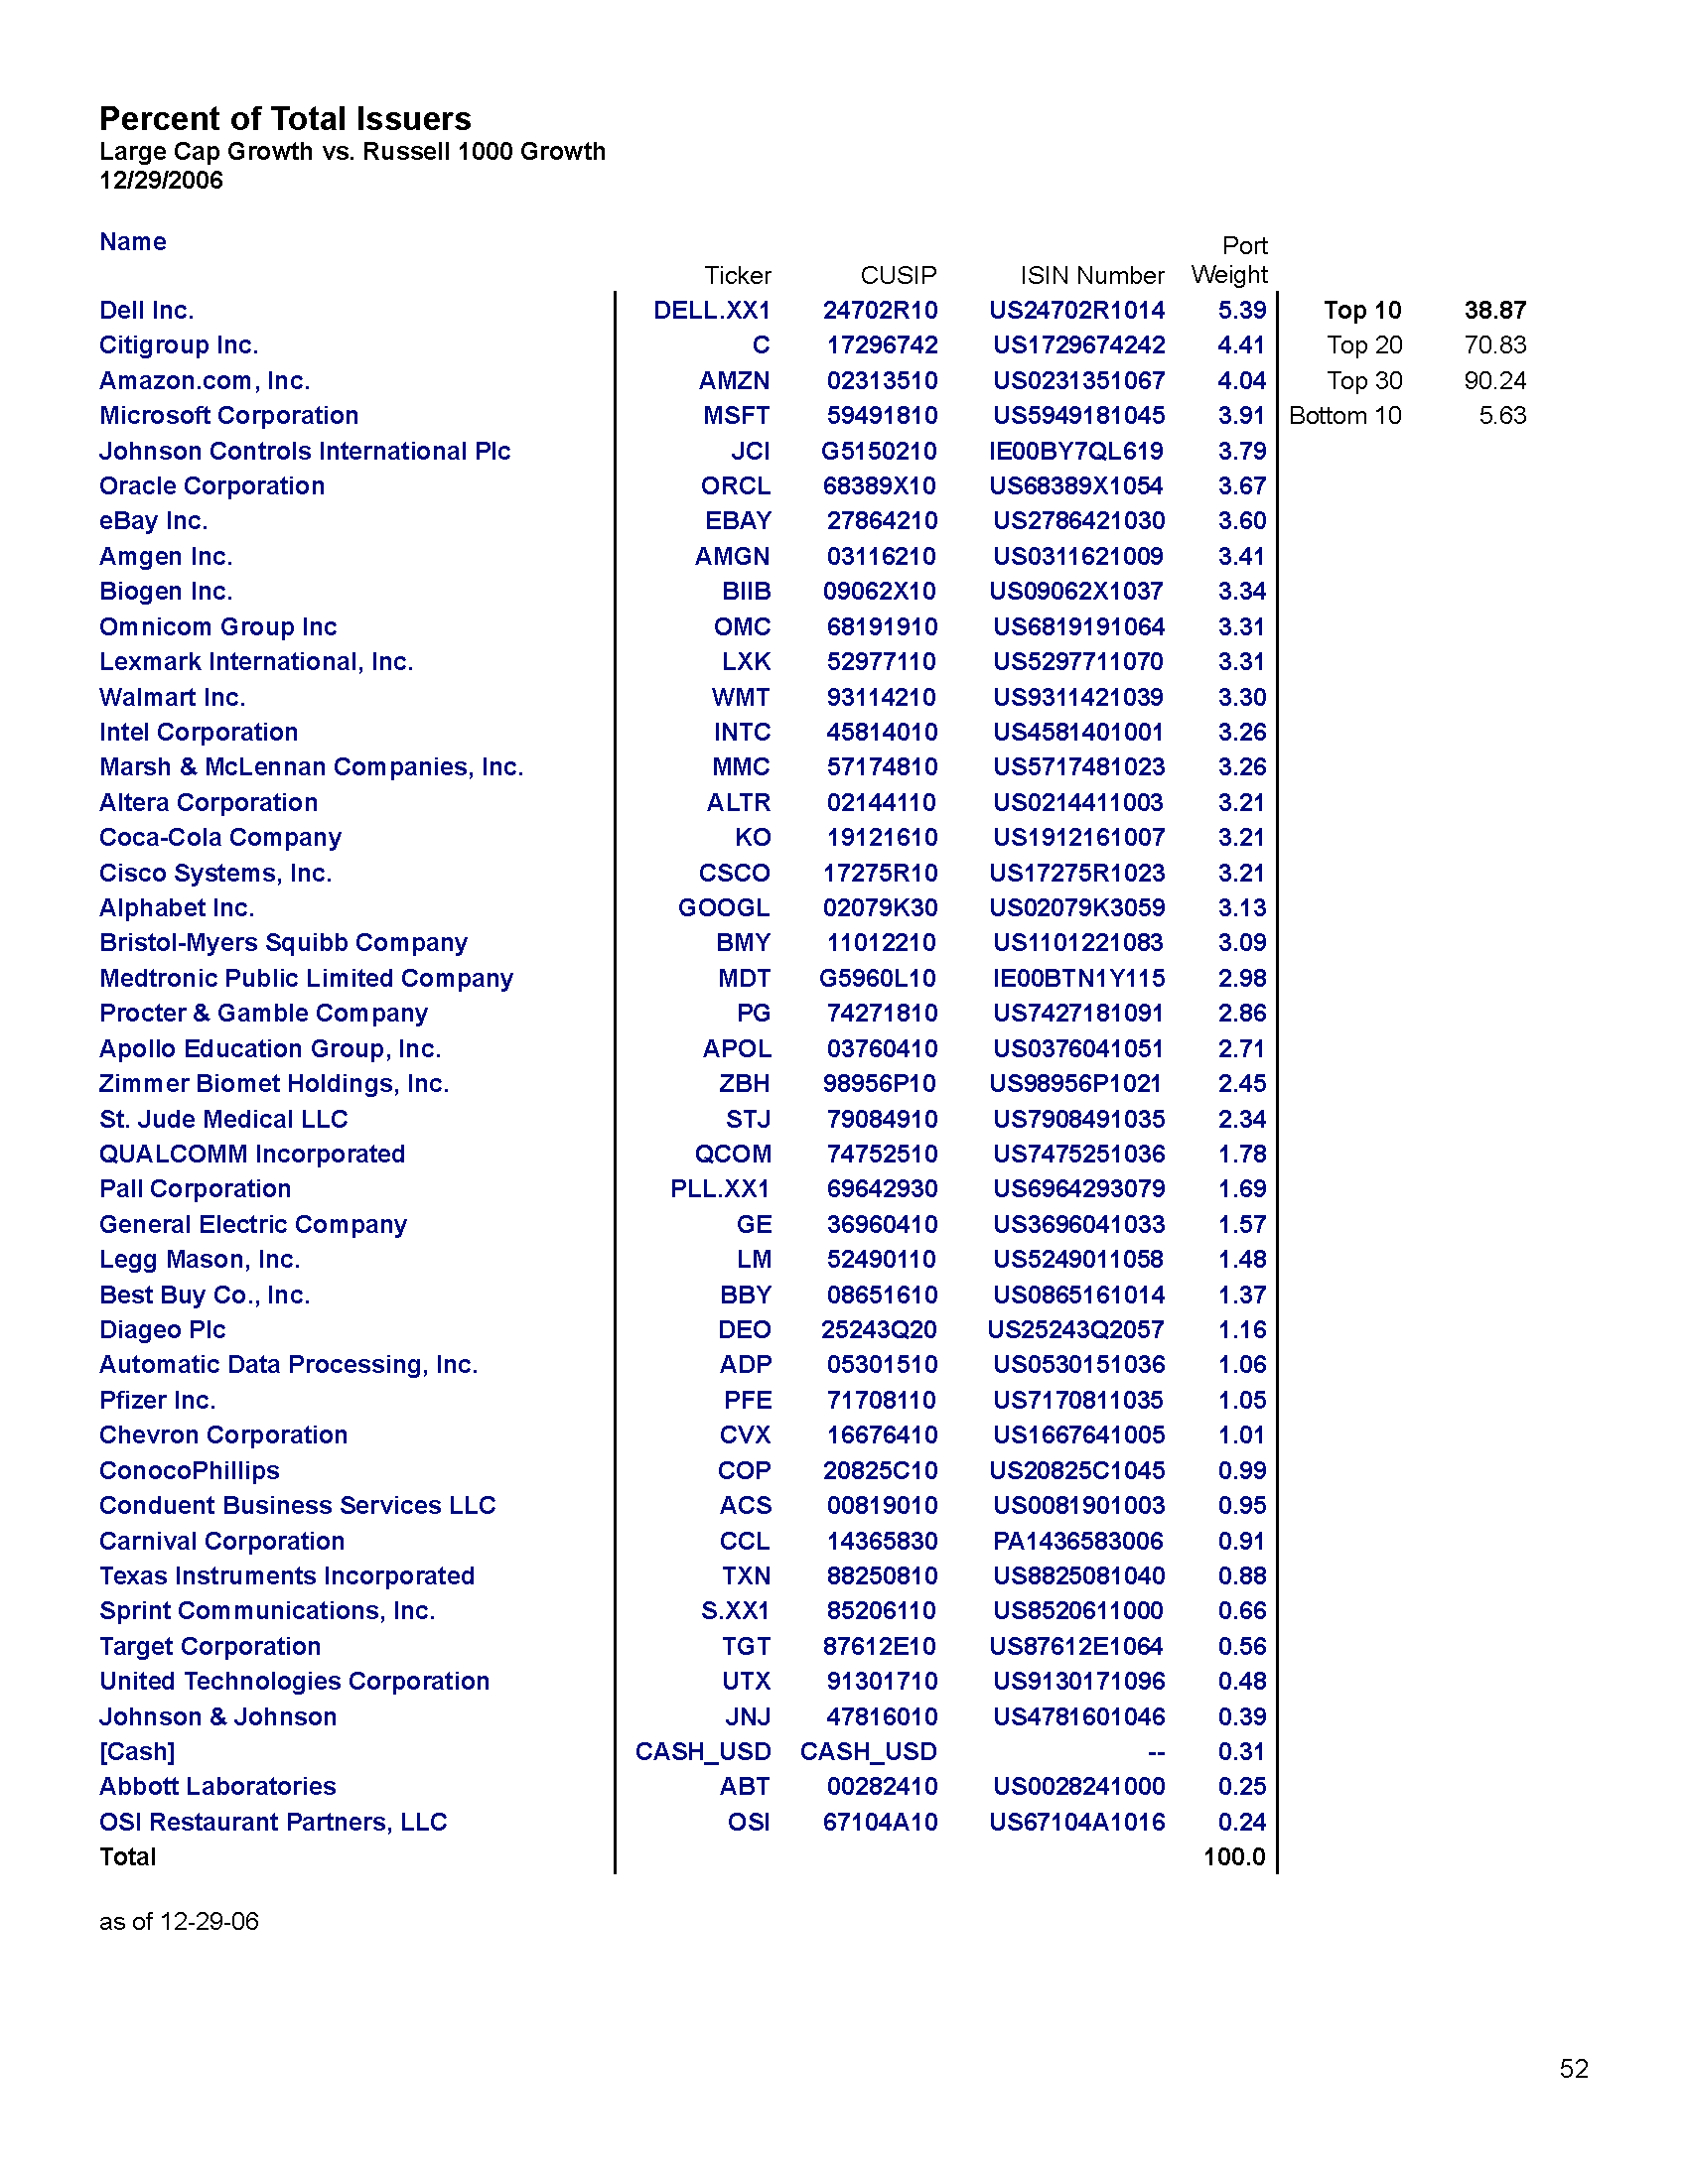 Percent of Total Issuers
Large Cap Growth vs. Russell 1000 Growth
12/29/2006
Name Ticker CUSIP ISIN Number Port Weight
Dell Inc. DELL.XX1 24702R10 US24702R1014 5.39 Top 10 38.87
Citigroup Inc. C 17296742 US1729674242 4.41 Top 20 70.83
Amazon.com, Inc. AMZN 02313510 US0231351067 4.04 Top 30 90.24
Microsoft Corporation MSFT 59491810 US5949181045 3.91 Bottom 10 5.63
Johnson Controls International Plc JCI G5150210 IE00BY7QL619 3.79
Oracle Corporation ORCL 68389X10 US68389X1054 3.67
eBay Inc. EBAY 27864210 US2786421030 3.60
Amgen Inc. AMGN 03116210 US0311621009 3.41
Biogen Inc. BIIB 09062X10 US09062X1037 3.34
Omnicom Group Inc OMC 68191910 US6819191064 3.31
Lexmark International, Inc. LXK 52977110 US5297711070 3.31
Walmart Inc. WMT 93114210 US9311421039 3.30
Intel Corporation INTC 45814010 US4581401001 3.26
Marsh & McLennan Companies, Inc. MMC 57174810 US5717481023 3.26
Altera Corporation ALTR 02144110 US0214411003 3.21
Coca-Cola Company KO 19121610 US1912161007 3.21
Cisco Systems, Inc. CSCO 17275R10 US17275R1023 3.21
Alphabet Inc. GOOGL 02079K30 US02079K3059 3.13
Bristol-Myers Squibb Company BMY 11012210 US1101221083 3.09
Medtronic Public Limited Company MDT G5960L10 IE00BTN1Y115 2.98
Procter & Gamble Company PG 74271810 US7427181091 2.86
Apollo Education Group, Inc. APOL 03760410 US0376041051 2.71
Zimmer Biomet Holdings, Inc. ZBH 98956P10 US98956P1021 2.45
St. Jude Medical LLC STJ 79084910 US7908491035 2.34
QUALCOMM Incorporated QCOM 74752510 US7475251036 1.78
Pall Corporation PLL.XX1 69642930 US6964293079 1.69
General Electric Company GE 36960410 US3696041033 1.57
Legg Mason, Inc. LM 52490110 US5249011058 1.48
Best Buy Co., Inc. BBY 08651610 US0865161014 1.37
Diageo Plc DEO 25243Q20 US25243Q2057 1.16
Automatic Data Processing, Inc. ADP 05301510 US0530151036 1.06
Pfizer Inc. PFE 71708110 US7170811035 1.05
Chevron Corporation CVX 16676410 US1667641005 1.01
ConocoPhillips COP 20825C10 US20825C1045 0.99
Conduent Business Services LLC ACS 00819010 US0081901003 0.95
Carnival Corporation CCL 14365830 PA1436583006 0.91
Texas Instruments Incorporated TXN 88250810 US8825081040 0.88
Sprint Communications, Inc. S.XX1 85206110 US8520611000 0.66
Target Corporation TGT 87612E10 US87612E1064 0.56
United Technologies Corporation UTX 91301710 US9130171096 0.48
Johnson & Johnson JNJ 47816010 US4781601046 0.39
[Cash] CASH_USD CASH_USD -- 0.31
Abbott Laboratories ABT 00282410 US0028241000 0.25
OSI Restaurant Partners, LLC OSI 67104A10 US67104A1016 0.24
Total 100.0
as of 12-29-06
52